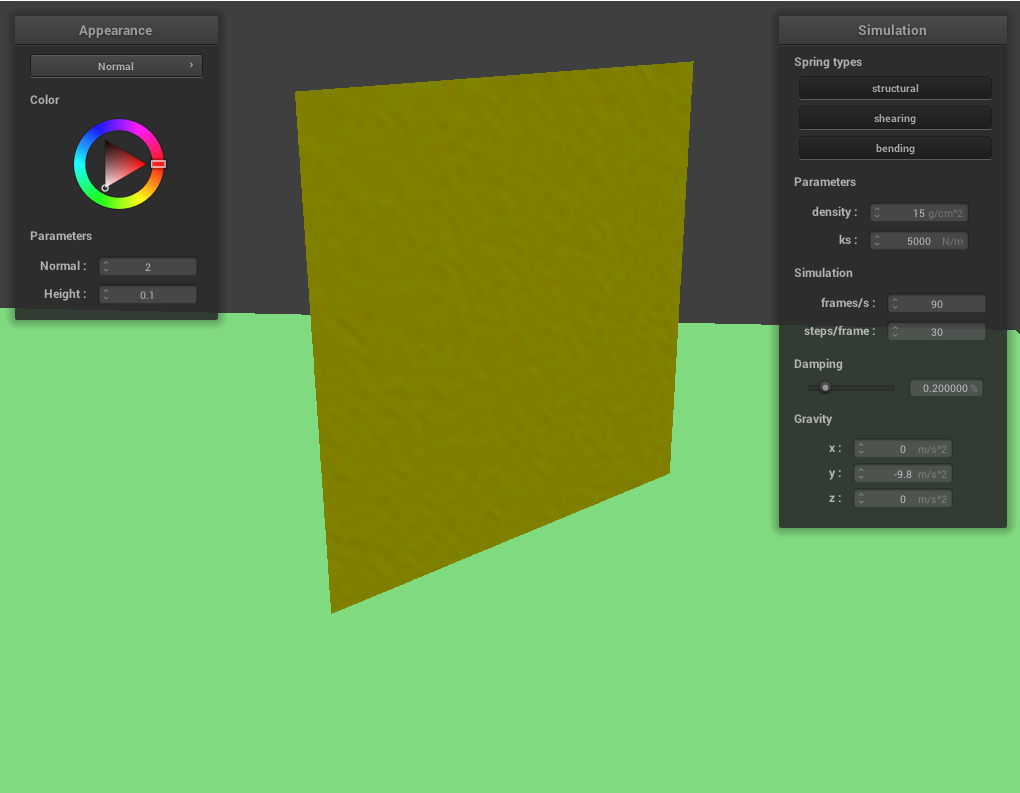 Appearance
Normal
Color
Parameters
Normal : 2
Height : 0.1
Simulation
Spring types
structural
shearing
bending
Parameters
density : 15 g/cm^2
ks : 5000 N/m
Simulation
frames/s : 90
steps/frame : 30
Damping
0.200000 %
Gravity
x : 0 m/s^2
y : -9.8 m/s^2
z : 0 m/s^2